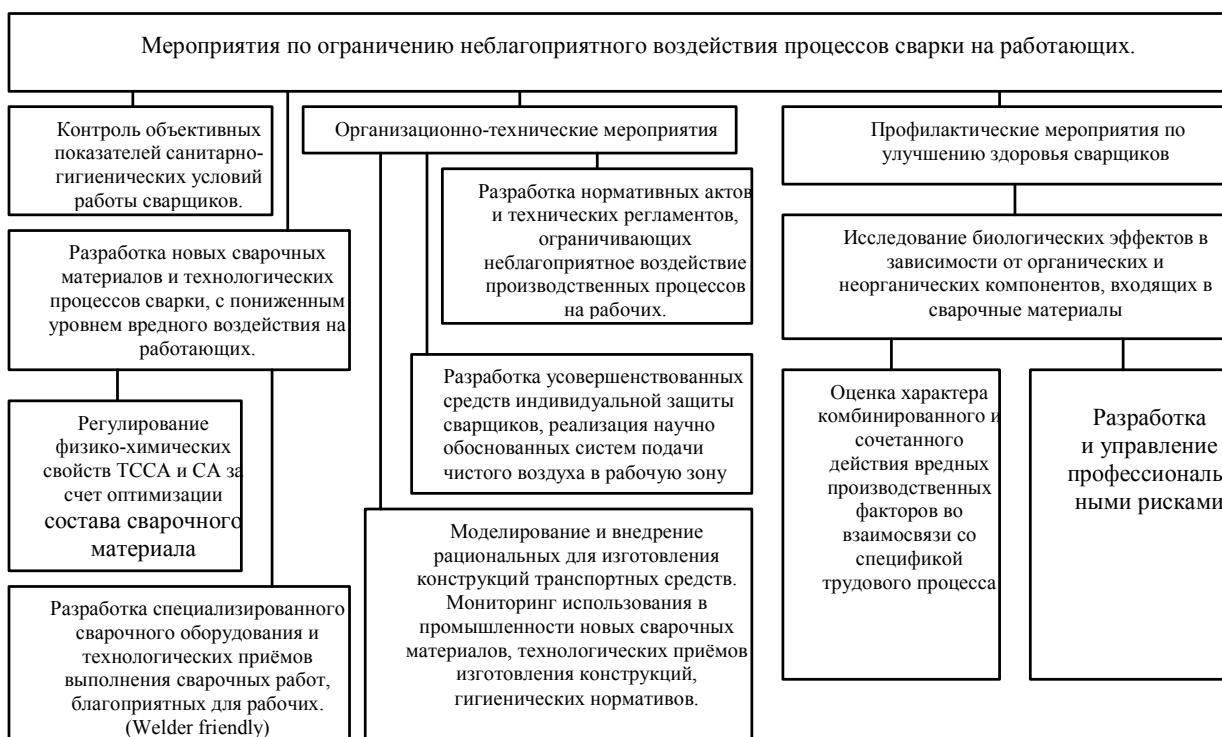 Мероприятия по ограничению неблагоприятного воздействия процессов сварки на работающих.
Контроль объективных
показателей санитарно-
гигиенических условий
работы сварщиков.
Разработка новых сварочных
материалов и технологических
процессов сварки, с пониженным
уровнем вредного воздействия на
работающих.
Регулирование
физико-химических
свойств ТССА и СА за
счет оптимизации
состава сварочного
материала
Разработка специализированного
сварочного оборудования и
технологических приёмов
выполнения сварочных работ,
благоприятных для рабочих.
(Welder friendly)
Организационно-технические мероприятия
Разработка нормативных актов
и технических регламентов,
ограничивающих
неблагоприятное воздействие
производственных процессов
на рабочих.
Разработка усовершенствованных
средств индивидуальной защиты
сварщиков, реализация научно
обоснованных систем подачи
чистого воздуха в рабочую зону
Моделирование и внедрение
рациональных для изготовления
конструкций транспортных средств.
Мониторинг использования в
промышленности новых сварочных
материалов, технологических приёмов
изготовления конструкций,
гигиенических нормативов.
Профилактические мероприятия по
улучшению здоровья сварщиков
Исследование биологических эффектов в
зависимости от органических и
неорганических компонентов, входящих в
сварочные материалы
Оценка характера
комбинированного и
сочетанного
действия вредных
производственных
факторов во
взаимосвязи со
спецификой
трудового процесса
Разработка
и управление
профессиональ
ными рисками